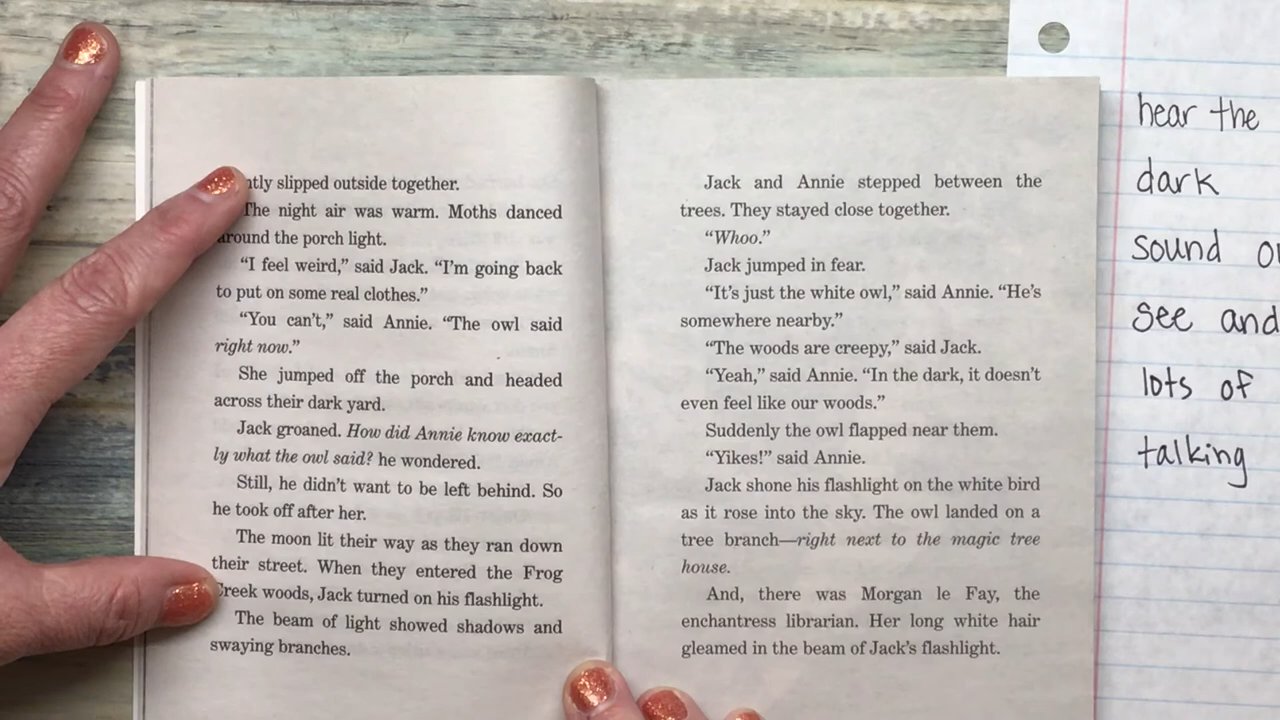 slipped outside together.
The night air was warm. Moths danced
around the porch light.
“I feel weird,” said Jack. “I’m going back
to put on some real clothes.”
“You can’t,” said Annie. “The owl said
right now.”
She jumped off the porch and headed
across their dark yard.
Jack groaned. How did Annie know exact-
ly what the owl said? he wondered.
Still, he didn’t want to be left behind. So
he took off after her.
The moon lit their way as they ran down
their street. When they entered the Frog
Creek woods, Jack turned on his flashlight.
The beam of light showed shadows and
swaying branches.
Jack and Annie stepped between the
trees. They stayed close together.
“Whoo.”
Jack jumped in fear.
“It’s just the white owl,” said Annie. “He’s
somewhere nearby.”
“The woods are creepy,” said Jack.
“Yeah,” said Annie. “In the dark, it doesn’t
even feel like our woods.”
Suddenly the owl flapped near them.
“Yikes!” said Annie.
Jack shone his flashlight on the white bird
as it rose into the sky. The owl landed on a
tree branch—right next to the magic tree
house.
And, there was Morgan le Fay, the
enchantress librarian. Her long white hair
gleamed in the beam of Jack’s flashlight.
hear the
dark
sound
see and
lots of
talking